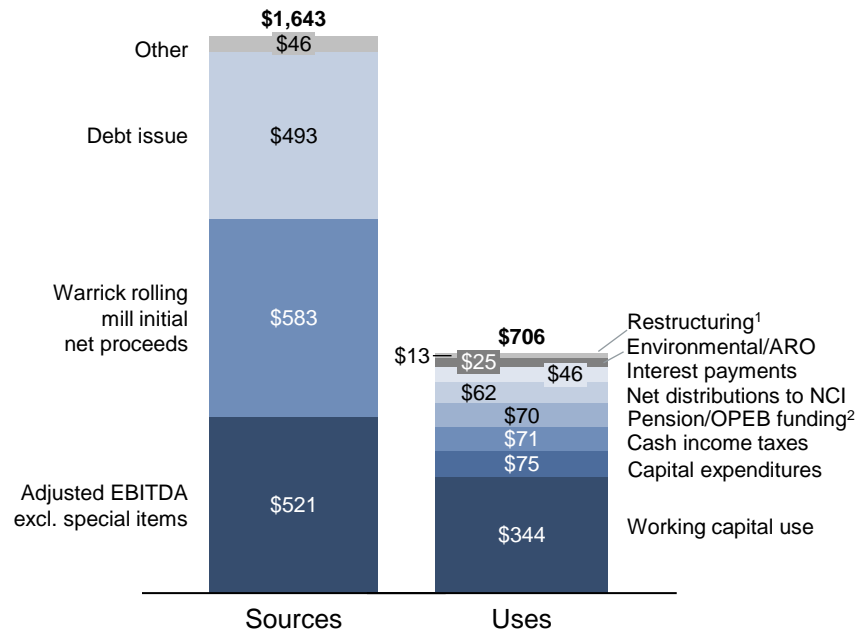 $1,643
Other
$46
Debt issue
$493
Warrick rolling
mill initial
net proceeds
$583
Adjusted EBITDA
excl. special items
$521
$706
$13
$25
$46
$62
$70
$71
$75
$344
Restructuring¹
Environmental/ARO
Interest payments
Net distributions to NCI
Pension/OPEB funding²
Cash income taxes
Capital expenditures
Working capital use
Sources
Uses